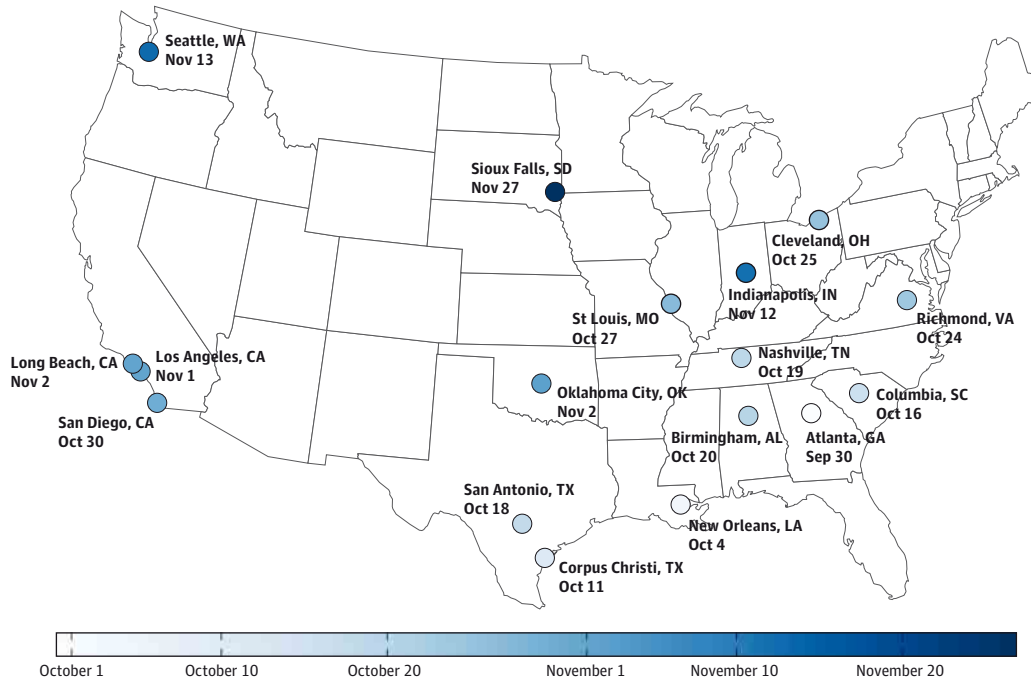 Seattle, WA
Nov 13
Sioux Falls, SD
Nov 27
Cleveland, OH
Oct 25
Indianapolis, IN
Nov 12
St Louis, MO
Oct 27
Richmond, VA
Oct 24
Long Beach, CA
Nov 2
Los Angeles, CA
Nov 1
Nashville, TN
Oct 19
San Diego, CA
Oct 30
Oklahoma City, OK
Nov 2
Columbia, SC
Oct 16
Birmingham, AL
Oct 20
Atlanta, GA
Sep 30
San Antonio, TX
Oct 18
New Orleans, LA
Oct 4
Corpus Christi, TX
Oct 11
October 1
October 10
October 20
November 1
November 10
November 20